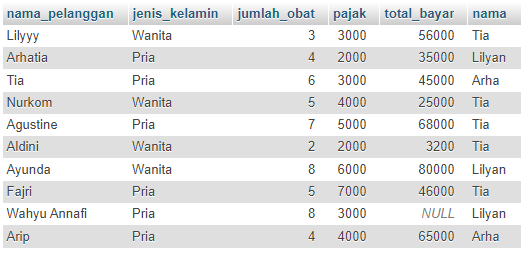 nama_pelanggan jenis_kelamin jumlah_obat pajak total_bayar nama
Lilyyy Wanita 3 3000 56000 Tia
Arhatia Pria 4 2000 35000 Lilyan
Tia Pria 6 3000 45000 Arha
Nurkom Wanita 5 4000 25000 Tia
Agustine Pria 7 5000 68000 Tia
Aldini Wanita 2 2000 3200 Tia
Ayunda Wanita 8 6000 80000 Lilyan
Fajri Pria 5 7000 46000 Tia
Wahyu Annafi Pria 8 3000 NULL Lilyan
Arip Pria 4 4000 65000 Arha